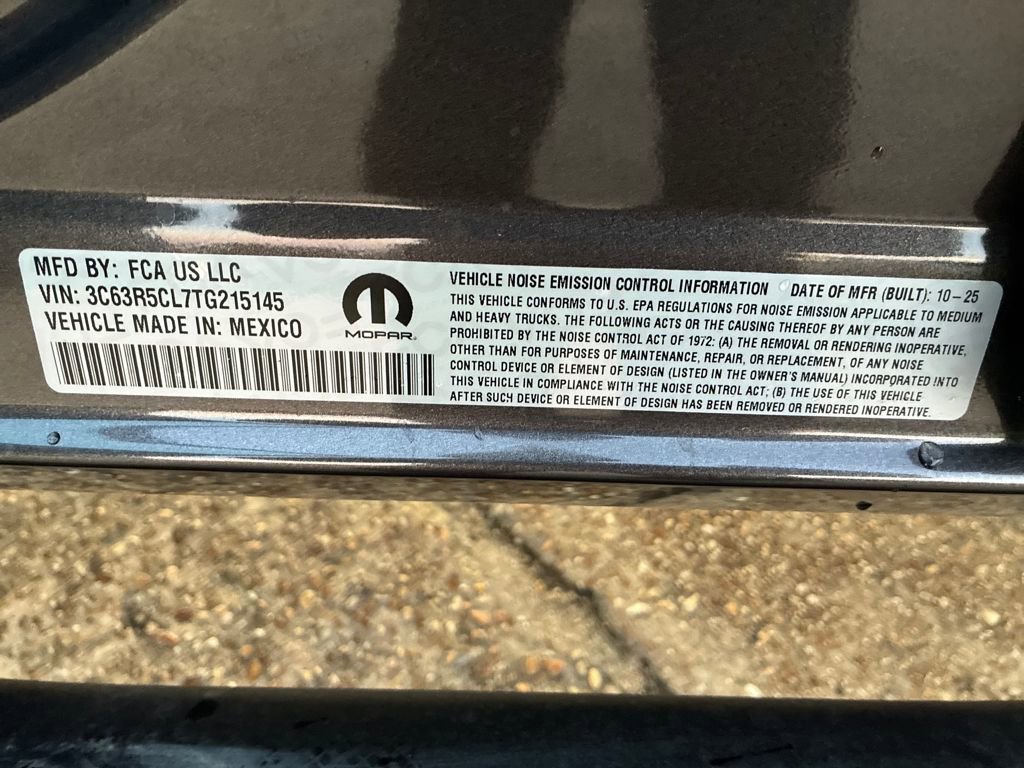 MFD BY: FCA US LLC
VIN: 3C63R5CL7TG215145
VEHICLE MADE IN: MEXICO
MOPAR
VEHICLE NOISE EMISSION CONTROL INFORMATION DATE OF MFR (BUILT): 10-25
THIS VEHICLE CONFORMS TO U.S. EPA REGULATIONS FOR NOISE EMISSION APPLICABLE TO MEDIUM
AND HEAVY TRUCKS. THE FOLLOWING ACTS OR THE CAUSING THEREOF BY ANY PERSON ARE
PROHIBITED BY THE NOISE CONTROL ACT OF 1972: (A) THE REMOVAL OR RENDERING INOPERATIVE,
OTHER THAN FOR PURPOSES OF MAINTENANCE, REPAIR, OR REPLACEMENT, OF ANY NOISE
CONTROL DEVICE OR ELEMENT OF DESIGN (LISTED IN THE OWNER'S MANUAL) INCORPORATED INTO
THIS VEHICLE IN COMPLIANCE WITH THE NOISE CONTROL ACT; (B) THE USE OF THIS VEHICLE
AFTER SUCH DEVICE OR ELEMENT OF DESIGN HAS BEEN REMOVED OR RENDERED INOPERATIVE.